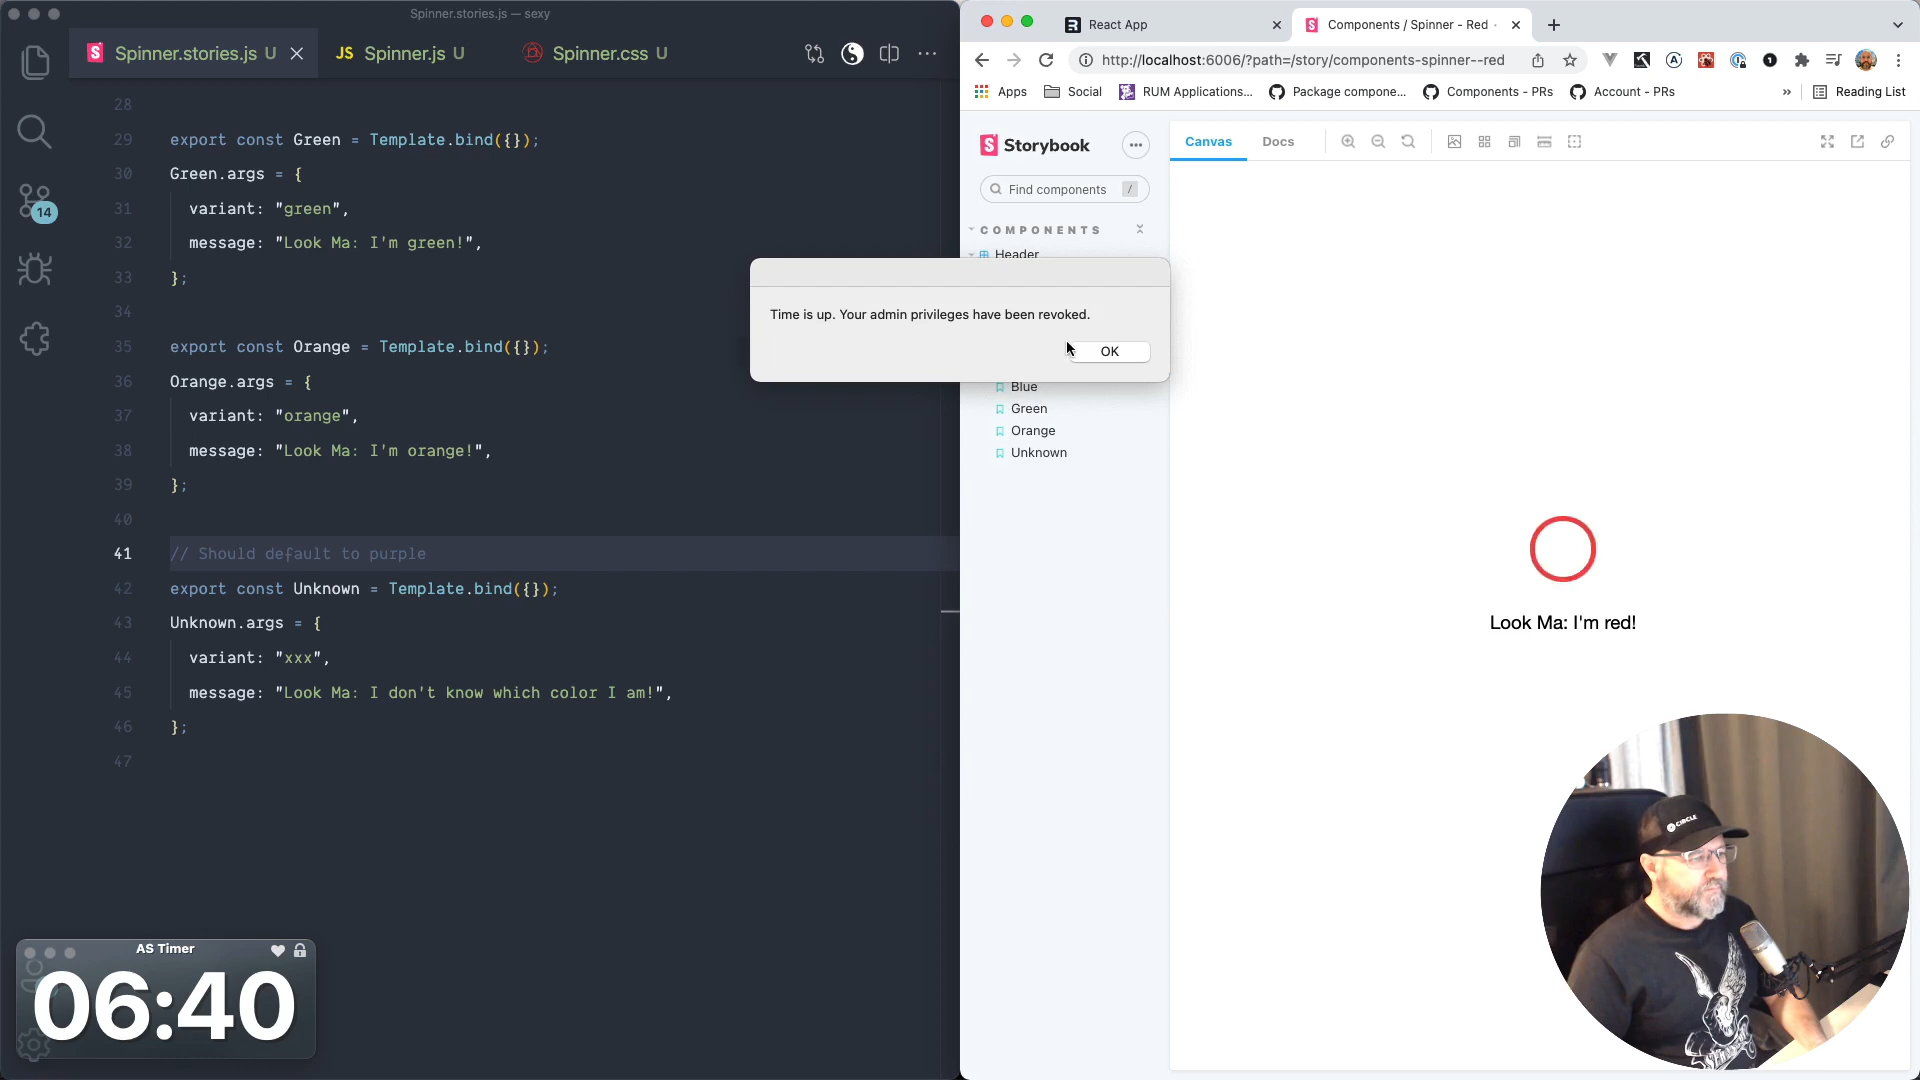 Spinner.stories.js — sexy
Spinner.stories.js U
JS Spinner.js U
Spinner.css U
28
29 export const Green = Template.bind({});
30 Green.args = {
31 variant: "green",
32 message: "Look Ma: I'm green!",
33 };
34
35 export const Orange = Template.bind({});
36 Orange.args = {
37 variant: "orange",
38 message: "Look Ma: I'm orange!",
39 };
40
41 // Should default to purple
42 export const Unknown = Template.bind({});
43 Unknown.args = {
44 variant: "xxx",
45 message: "Look Ma: I don't know which color I am!",
46 };
47
14
AS Timer
06:40
React App
Components / Spinner - Red
http://localhost:6006/?path=/story/components-spinner--red
Apps
Social
RUM Applications...
Package compone...
Components - PRs
Account - PRs
»
Reading List
Storybook
Find components
/
COMPONENTS
Header
Time is up. Your admin privileges have been revoked.
OK
Blue
Green
Orange
Unknown
Canvas
Docs
Look Ma: I'm red!
CIRCLE